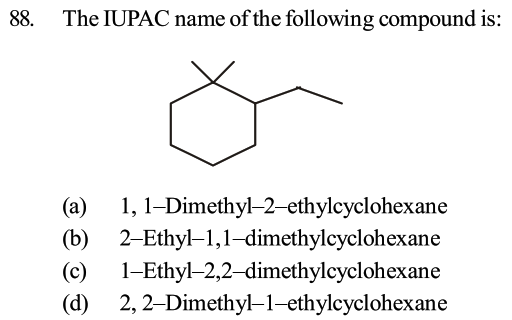 88. The IUPAC name of the following compound is:
(a) 1, 1–Dimethyl–2–ethylcyclohexane
(b) 2–Ethyl–1,1–dimethylcyclohexane
(c) 1–Ethyl–2,2–dimethylcyclohexane
(d) 2, 2–Dimethyl–1–ethylcyclohexane